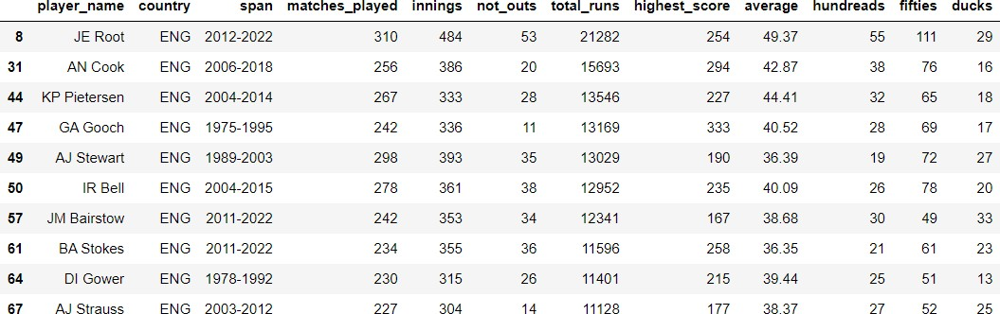 player_name country span matches_played innings not_outs total_runs highest_score average hundreads fifties ducks
8 JE Root ENG 2012-2022 310 484 53 21282 254 49.37 55 111 29
31 AN Cook ENG 2006-2018 256 386 20 15693 294 42.87 38 76 16
44 KP Pietersen ENG 2004-2014 267 333 28 13546 227 44.41 32 65 18
47 GA Gooch ENG 1975-1995 242 336 11 13169 333 40.52 28 69 17
49 AJ Stewart ENG 1989-2003 298 393 35 13029 190 36.39 19 72 27
50 IR Bell ENG 2004-2015 278 361 38 12952 235 40.09 26 78 20
57 JM Bairstow ENG 2011-2022 242 353 34 12341 167 38.68 30 49 33
61 BA Stokes ENG 2011-2022 234 355 36 11596 258 36.35 21 61 23
64 DI Gower ENG 1978-1992 230 315 26 11401 215 39.44 25 51 13
67 AJ Strauss ENG 2003-2012 227 304 14 11128 177 38.37 27 52 25